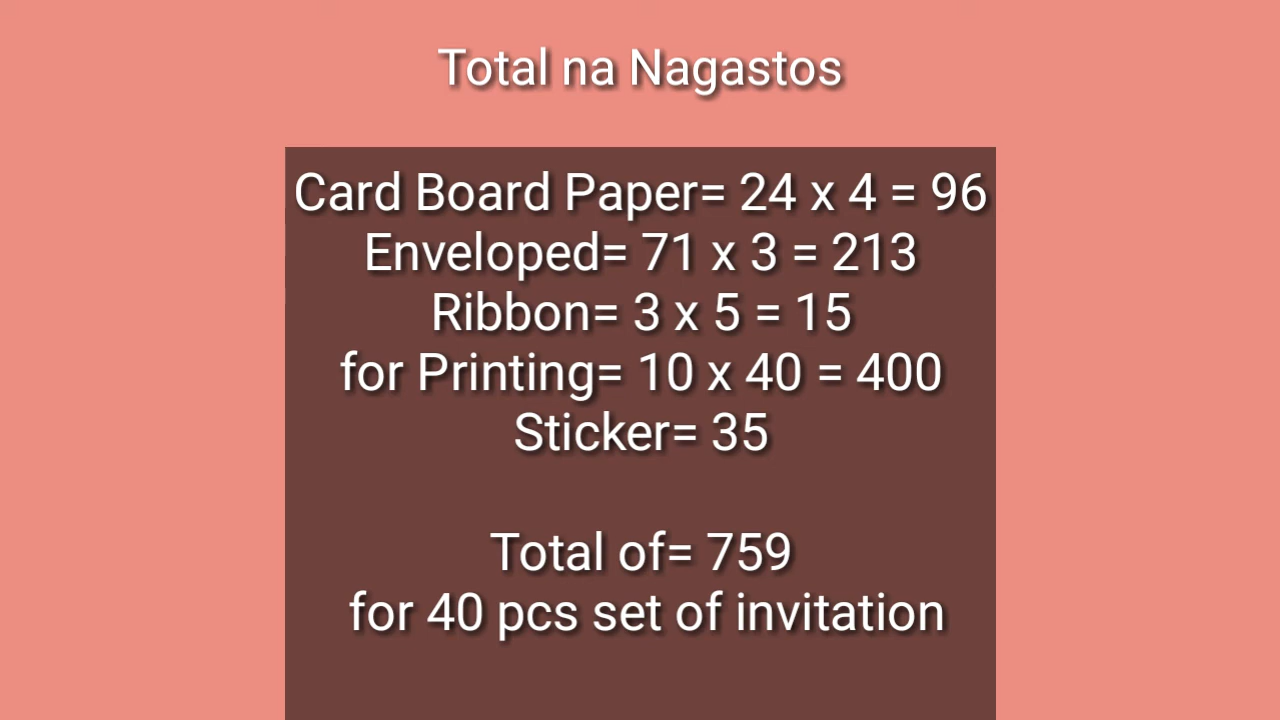 Total na Nagastos
Card Board Paper= 24 x 4 = 96
Enveloped= 71 x 3 = 213
Ribbon= 3 x 5 = 15
for Printing= 10 x 40 = 400
Sticker= 35
Total of= 759
for 40 pcs set of invitation